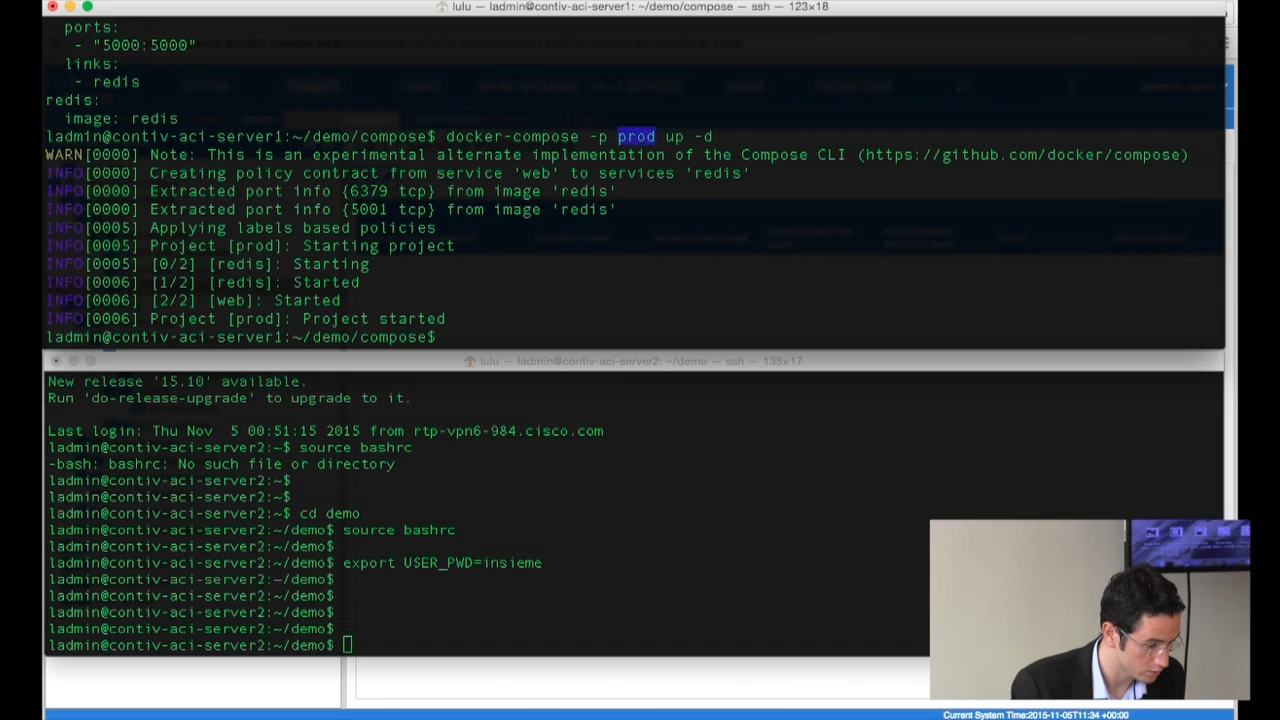 lulu — ladmin@contiv-aci-server1: ~/demo/compose — ssh — 123×18
ports:
- "5000:5000"
links:
- redis
redis:
image: redis
ladmin@contiv-aci-server1:~/demo/compose$ docker-compose -p prod up -d
WARN[0000] Note: This is an experimental alternate implementation of the Compose CLI (https://github.com/docker/compose)
INFO[0000] Creating policy contract from service 'web' to services 'redis'
INFO[0000] Extracted port info {6379 tcp} from image 'redis'
INFO[0000] Extracted port info {5001 tcp} from image 'redis'
INFO[0005] Applying labels based policies
INFO[0005] Project [prod]: Starting project
INFO[0005] [0/2] [redis]: Starting
INFO[0006] [1/2] [redis]: Started
INFO[0006] [2/2] [web]: Started
INFO[0006] Project [prod]: Project started
ladmin@contiv-aci-server1:~/demo/compose$
lulu — ladmin@contiv-aci-server2: ~/demo — ssh — 135×17
New release '15.10' available.
Run 'do-release-upgrade' to upgrade to it.
Last login: Thu Nov  5 00:51:15 2015 from rtp-vpn6-984.cisco.com
ladmin@contiv-aci-server2:~$ source bashrc
-bash: bashrc: No such file or directory
ladmin@contiv-aci-server2:~$
ladmin@contiv-aci-server2:~$
ladmin@contiv-aci-server2:~$ cd demo
ladmin@contiv-aci-server2:~/demo$ source bashrc
ladmin@contiv-aci-server2:~/demo$
ladmin@contiv-aci-server2:~/demo$ export USER_PWD=insieme
ladmin@contiv-aci-server2:~/demo$
ladmin@contiv-aci-server2:~/demo$
ladmin@contiv-aci-server2:~/demo$
ladmin@contiv-aci-server2:~/demo$
ladmin@contiv-aci-server2:~/demo$
Current System Time:2015-11-05T11:34 +00:00